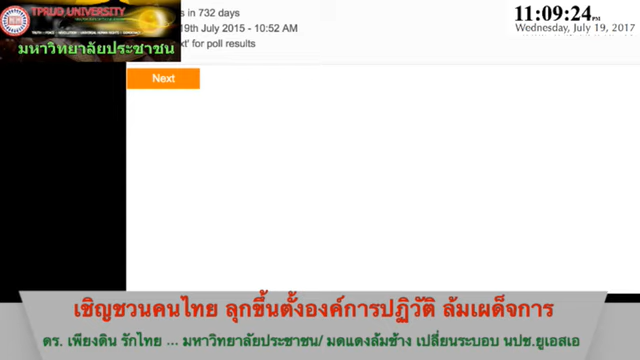 TPRUD UNIVERSITY
มหาวิทยาลัยประชาชน
s in 732 days
19th July 2015 - 10:52 AM
xt' for poll results
Next
11:09:24 PM
Wednesday, July 19, 2017
เชิญชวนคนไทย ลุกขึ้นตั้งองค์การปฏิวัติ ล้มเผด็จการ
ดร. เพียงดิน รักไทย ... มหาวิทยาลัยประชาชน/ มดแดงล้มช้าง เปลี่ยนระบอบ นปช.ยูเอสเอ